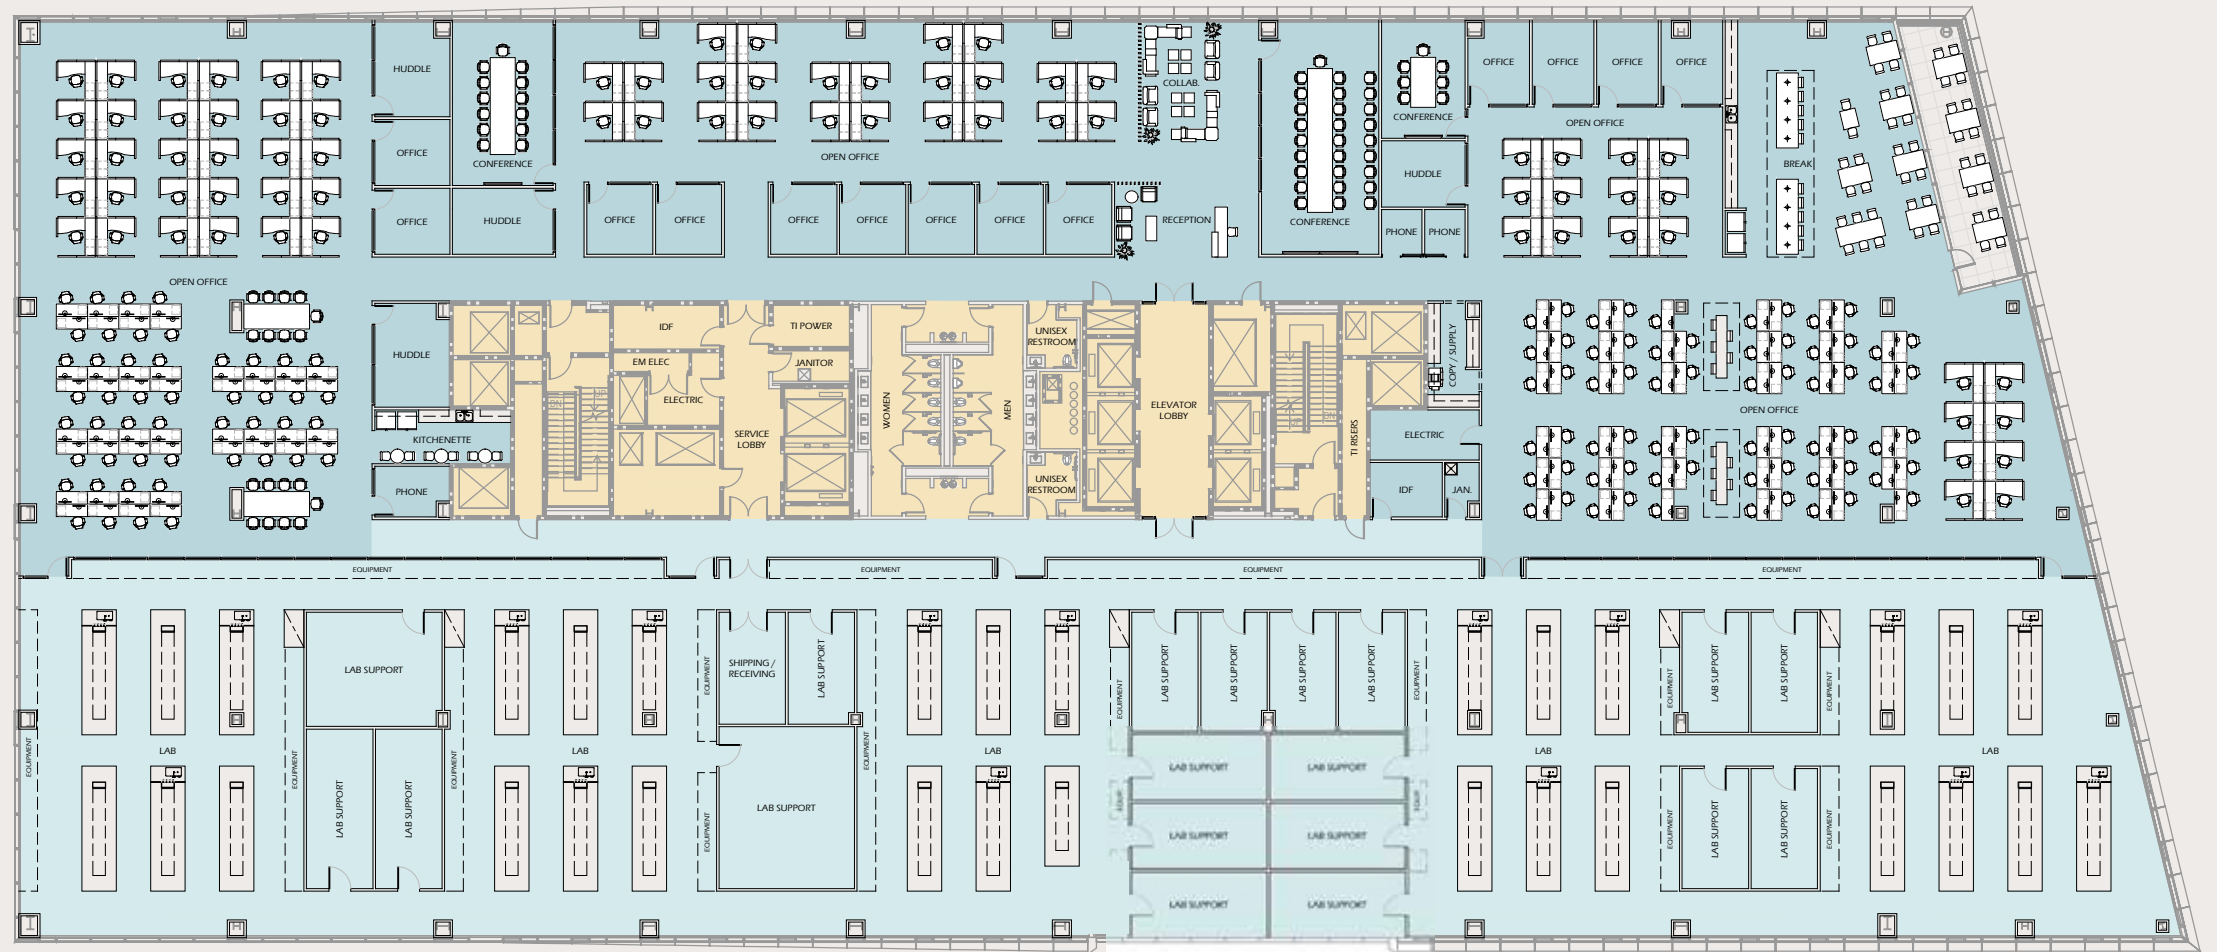 HUDDLE
CONFERENCE
OFFICE
OFFICE
HUDDLE
OPEN OFFICE
OPEN OFFICE
OFFICE
OFFICE
OFFICE
OFFICE
OFFICE
OFFICE
OFFICE
COLLAB.
RECEPTION
CONFERENCE
CONFERENCE
HUDDLE
PHONE
PHONE
OFFICE
OFFICE
OFFICE
OFFICE
OPEN OFFICE
BREAK
HUDDLE
KITCHENETTE
PHONE
IDF
TI POWER
EM ELEC
JANITOR
ELECTRIC
SERVICE
LOBBY
DN
UP
WOMEN
MEN
UNISEX
RESTROOM
UNISEX
RESTROOM
ELEVATOR
LOBBY
UP
DN
TI RISERS
COPY / SUPPLY
ELECTRIC
IDF
JAN.
OPEN OFFICE
EQUIPMENT
EQUIPMENT
EQUIPMENT
EQUIPMENT
EQUIPMENT
LAB
EQUIPMENT
LAB SUPPORT
LAB SUPPORT
LAB SUPPORT
EQUIPMENT
LAB
EQUIPMENT
SHIPPING /
RECEIVING
LAB SUPPORT
EQUIPMENT
EQUIPMENT
LAB SUPPORT
LAB
EQUIPMENT
LAB SUPPORT
LAB SUPPORT
LAB SUPPORT
LAB SUPPORT
EQUIPMENT
LAB SUPPORT
LAB SUPPORT
LAB SUPPORT
LAB SUPPORT
LAB SUPPORT
LAB SUPPORT
LAB
EQUIPMENT
LAB SUPPORT
LAB SUPPORT
EQUIPMENT
EQUIPMENT
LAB SUPPORT
LAB SUPPORT
EQUIPMENT
LAB